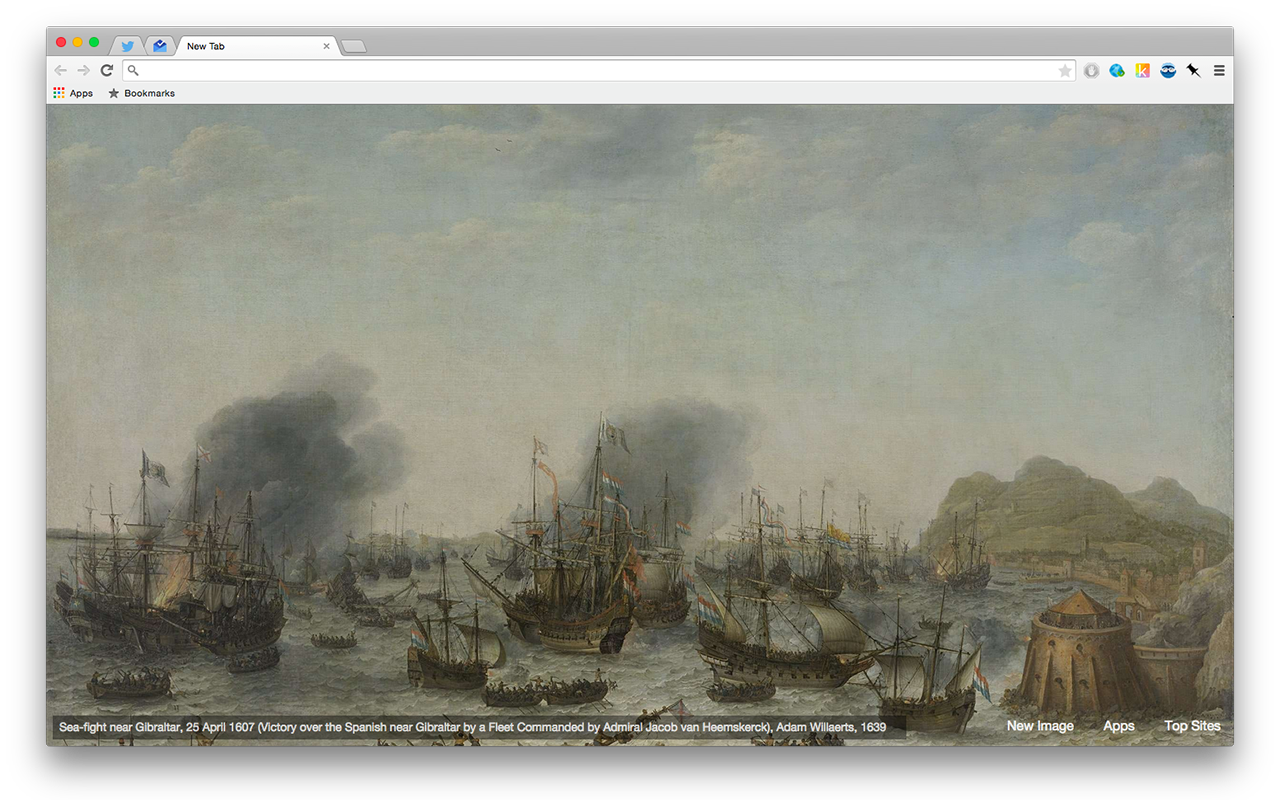 New Tab
Apps
Bookmarks
Sea-fight near Gibraltar, 25 April 1607 (Victory over the Spanish near Gibraltar by a Fleet Commanded by Admiral Jacob van Heemskerck), Adam Willaerts, 1639
New Image Apps Top Sites